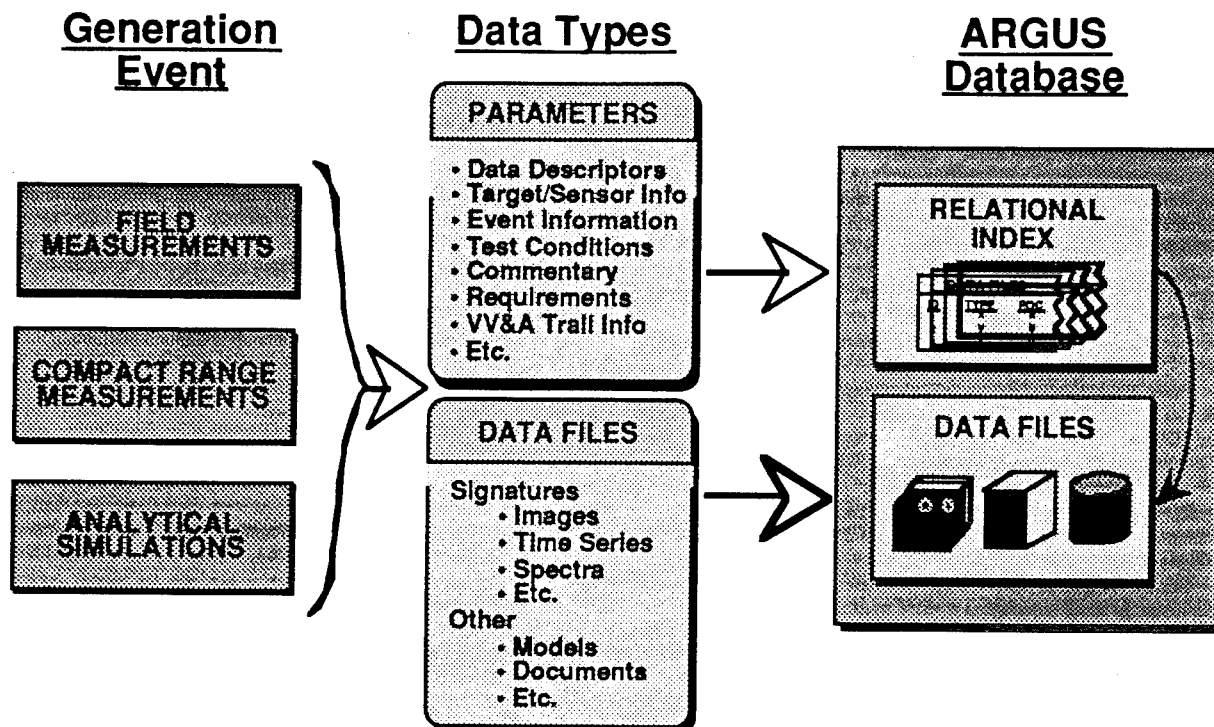 Generation
Event
FIELD
MEASUREMENTS
COMPACT RANGE
MEASUREMENTS
ANALYTICAL
SIMULATIONS
Data Types
PARAMETERS
• Data Descriptors
• Target/Sensor Info
• Event Information
• Test Conditions
• Commentary
• Requirements
• VV&A Trail Info
• Etc.
DATA FILES
Signatures
• Images
• Time Series
• Spectra
• Etc.
Other
• Models
• Documents
• Etc.
ARGUS
Database
RELATIONAL
INDEX
TYPE
DATA FILES